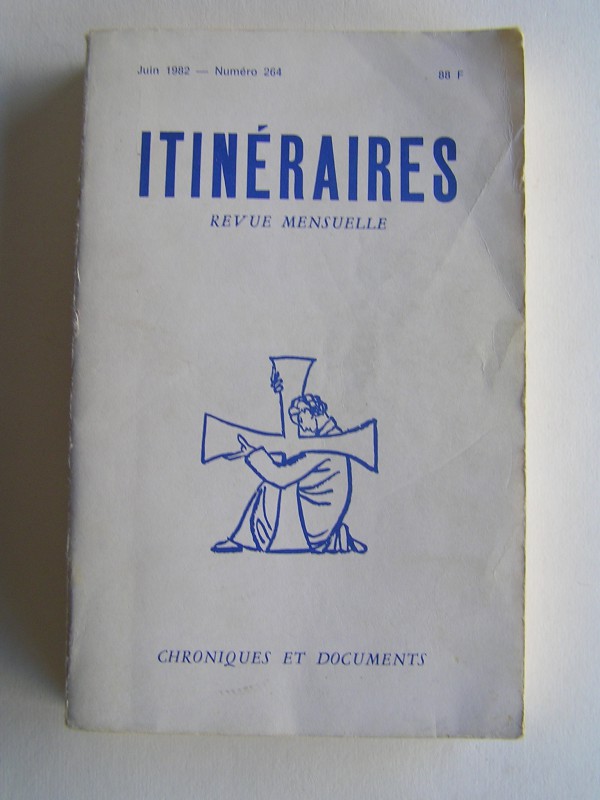 Juin 1982 — Numéro 264
88 F
ITINÉRAIRES
REVUE MENSUELLE
CHRONIQUES ET DOCUMENTS